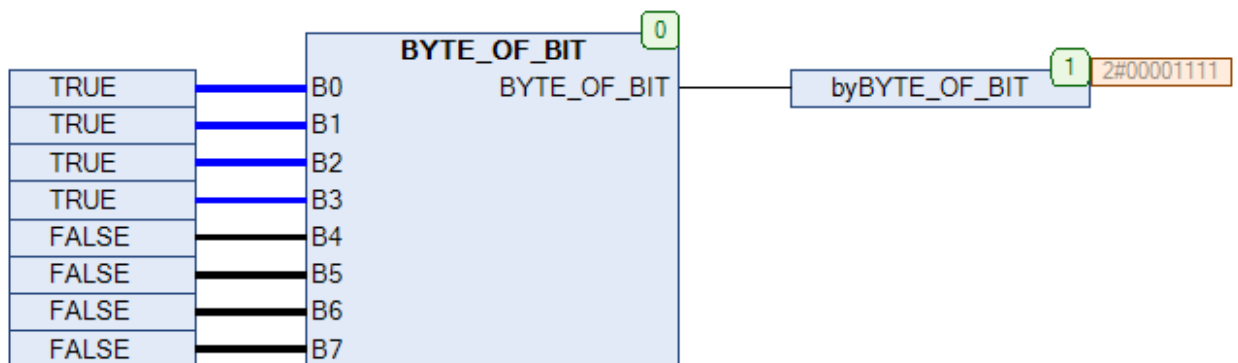 0
BYTE_OF_BIT
TRUE B0 BYTE_OF_BIT byBYTE_OF_BIT 1 2#00001111
TRUE B1
TRUE B2
TRUE B3
FALSE B4
FALSE B5
FALSE B6
FALSE B7